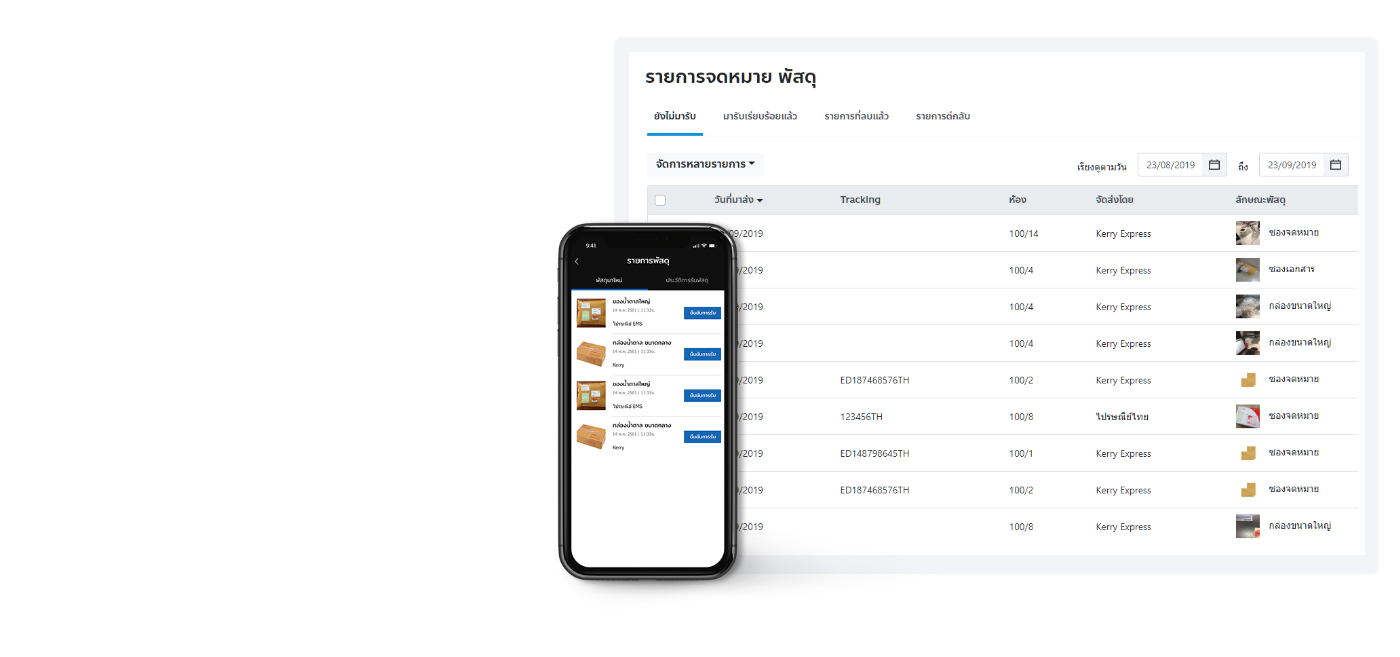 รายการจดหมาย พัสดุ
ยังไม่มารับ มารับเรียบร้อยแล้ว รายการที่ลบแล้ว รายการตีกลับ
จัดการหลายรายการ เรียงดูตามวัน 23/08/2019 ถึง 23/09/2019
วันที่มาส่ง Tracking ห้อง จัดส่งโดย ลักษณะพัสดุ
09/2019 100/14 Kerry Express ซองจดหมาย
/2019 100/4 Kerry Express ซองเอกสาร
/2019 100/4 Kerry Express กล่องขนาดใหญ่
/2019 100/4 Kerry Express กล่องขนาดใหญ่
/2019 ED187468576TH 100/2 Kerry Express ซองจดหมาย
/2019 123456TH 100/8 ไปรษณีย์ไทย ซองจดหมาย
/2019 ED148798645TH 100/1 Kerry Express ซองจดหมาย
/2019 ED187468576TH 100/2 Kerry Express ซองจดหมาย
/2019 100/8 Kerry Express กล่องขนาดใหญ่
9:41
รายการพัสดุ
พัสดุมาใหม่ ประวัติการรับพัสดุ
ซองน้ำตาลใหญ่
14 ก.ค. 2561 | 11:33น.
ยืนยันการรับ
ไปรษณีย์ EMS
กล่องน้ำตาล ขนาดกลาง
14 ก.ค. 2561 | 11:33น.
ยืนยันการรับ
Kerry
ซองน้ำตาลใหญ่
14 ก.ค. 2561 | 11:33น.
ยืนยันการรับ
ไปรษณีย์ EMS
กล่องน้ำตาล ขนาดกลาง
14 ก.ค. 2561 | 11:33น.
ยืนยันการรับ
Kerry